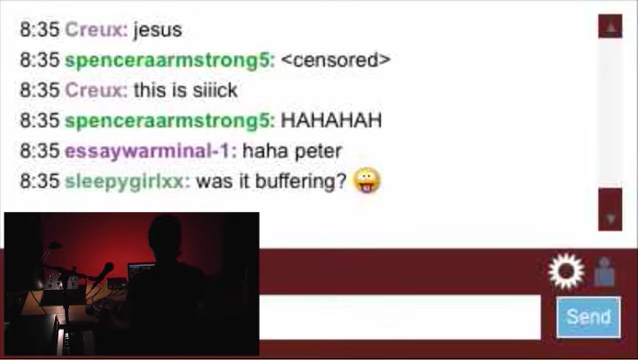 8:35 Creux: jesus
8:35 spenceraarmstrong5: <censored>
8:35 Creux: this is siiick
8:35 spenceraarmstrong5: HAHAHAH
8:35 essaywarminal-1: haha peter
8:35 sleepygirlxx: was it buffering?
Send